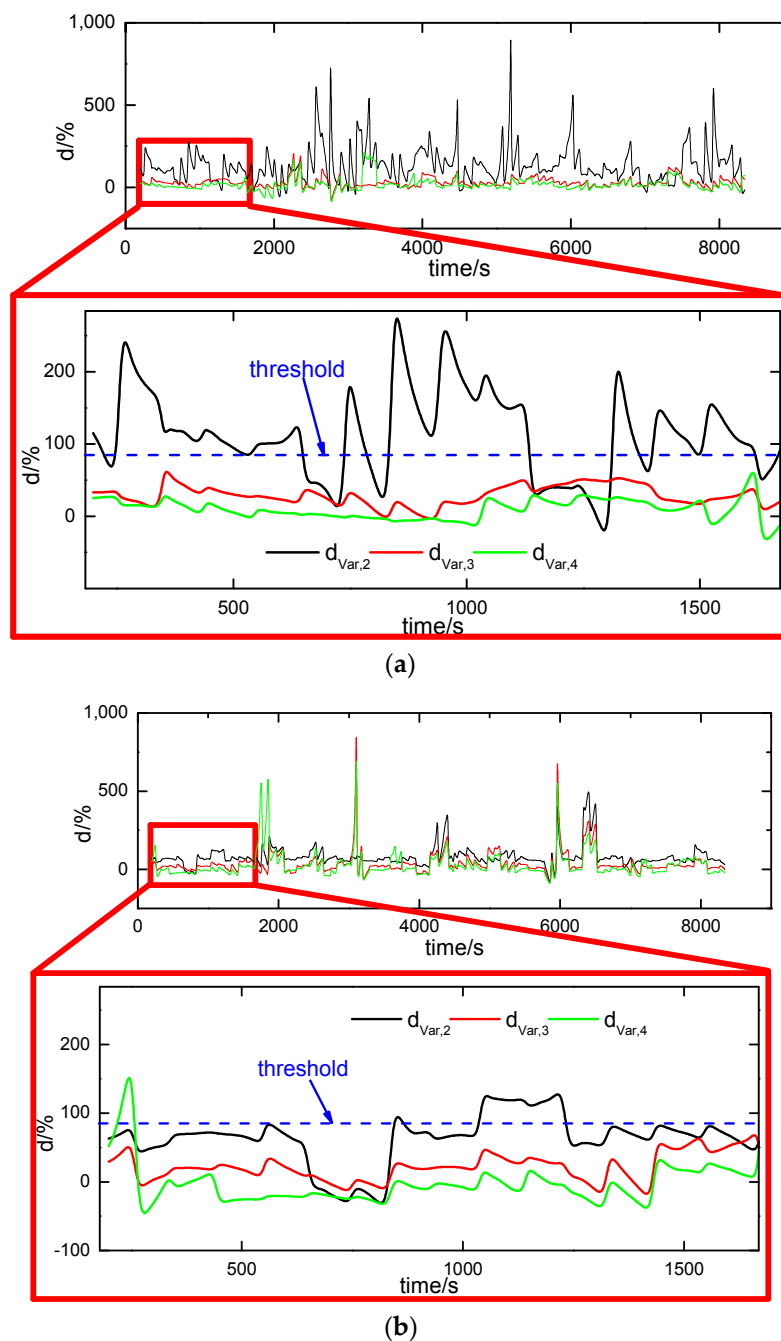 1,000
500
0
d/%
0 2000 4000 6000 8000
time/s
threshold
200
100
0
d/%
d_Var,2 d_Var,3 d_Var,4
500 1000 1500
time/s
(a)
1,000
500
0
d/%
0 2000 4000 6000 8000
time/s
d_Var,2 d_Var,3 d_Var,4
threshold
200
100
0
-100
d/%
500 1000 1500
time/s
(b)